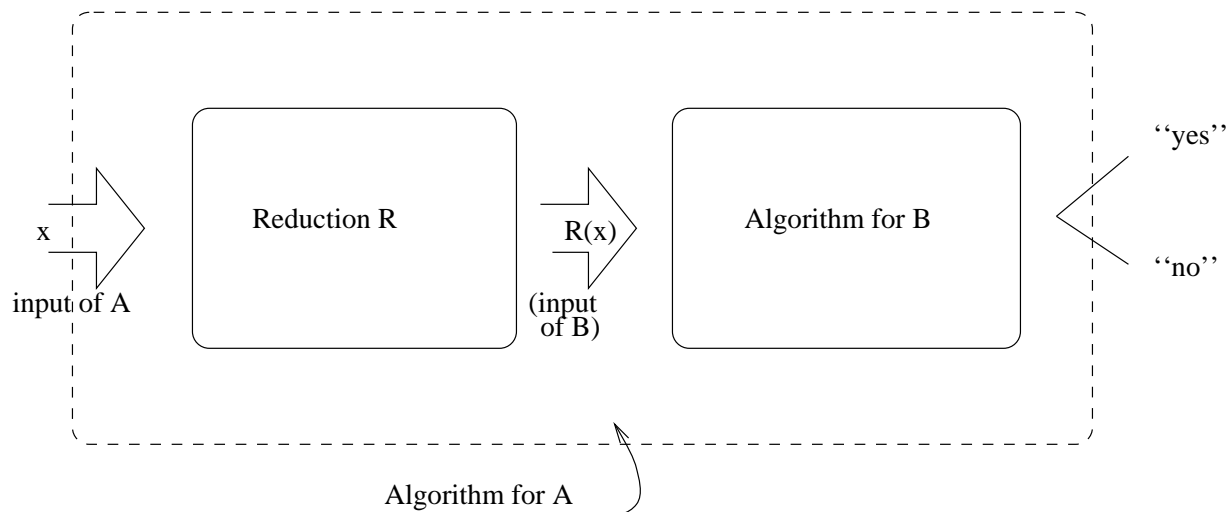 ‘‘yes’’
Reduction R
Algorithm for B
x
R(x)
‘‘no’’
input of A
(input
of B)
Algorithm for A